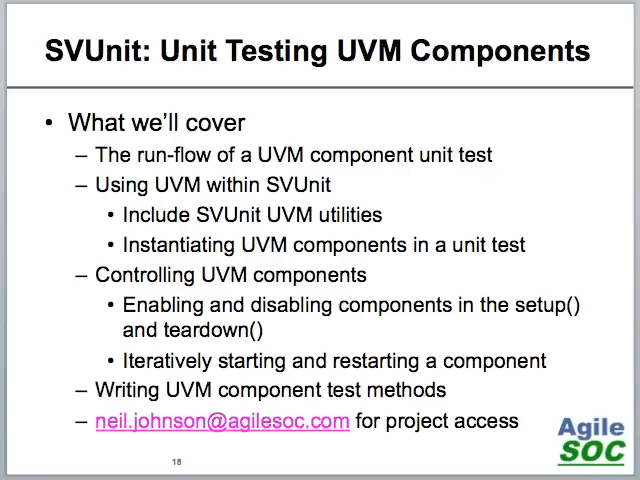 SVUnit: Unit Testing UVM Components
• What we'll cover
– The run-flow of a UVM component unit test
– Using UVM within SVUnit
• Include SVUnit UVM utilities
• Instantiating UVM components in a unit test
– Controlling UVM components
• Enabling and disabling components in the setup()
and teardown()
• Iteratively starting and restarting a component
– Writing UVM component test methods
– neil.johnson@agilesoc.com for project access
Agile
SOC
18